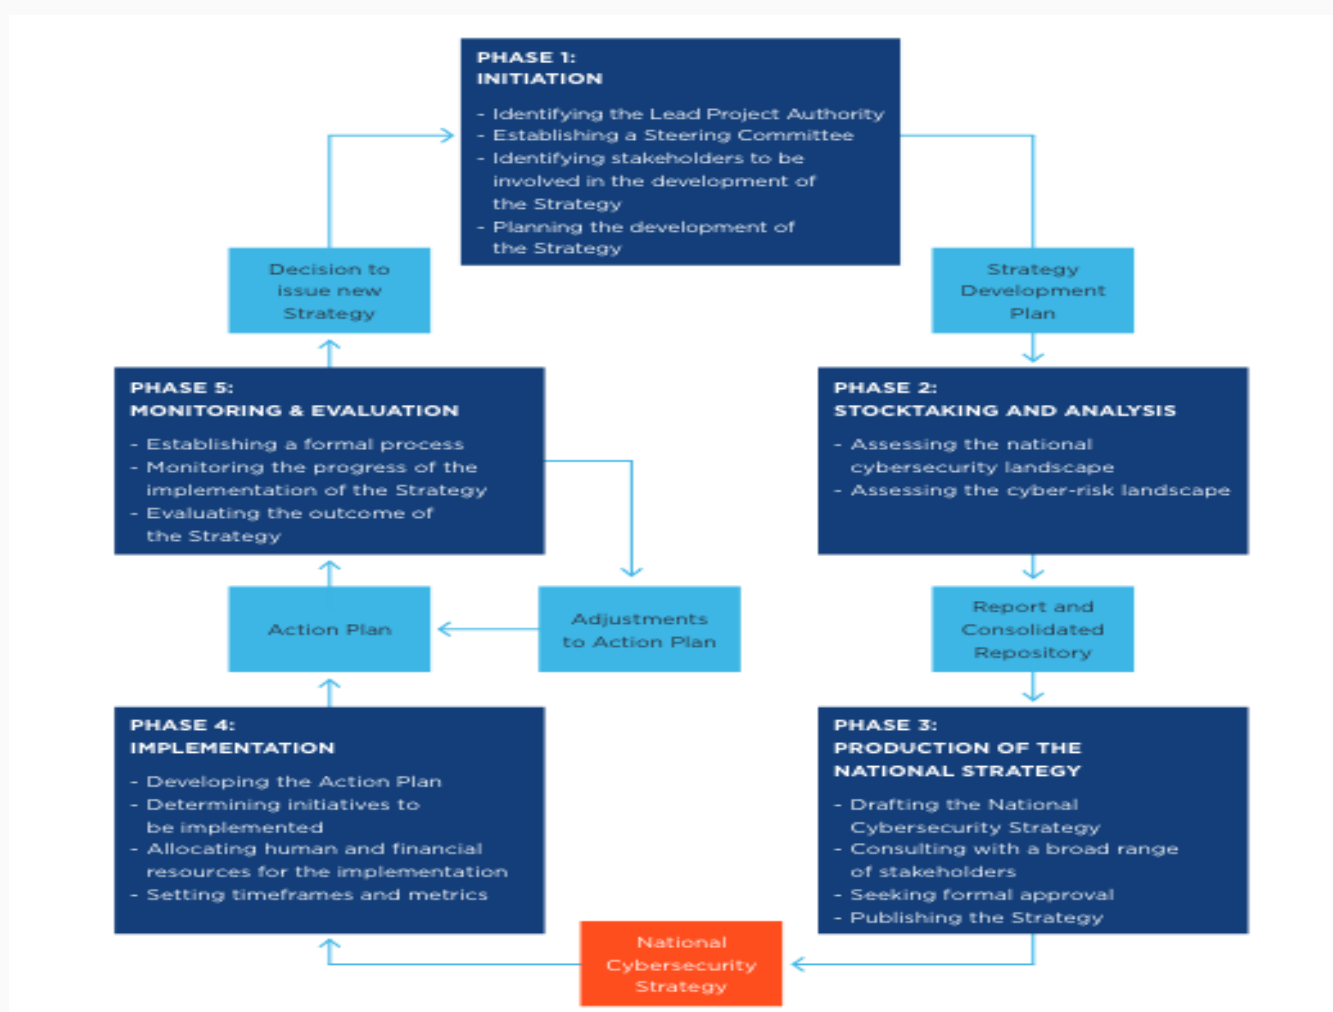 PHASE 1:
INITIATION
- Identifying the Lead Project Authority
- Establishing a Steering Committee
- Identifying stakeholders to be
involved in the development of
the Strategy
- Planning the development of
the Strategy
Decision to
issue new
Strategy
Strategy
Development
Plan
PHASE 5:
MONITORING & EVALUATION
- Establishing a formal process
- Monitoring the progress of the
implementation of the Strategy
- Evaluating the outcome of
the Strategy
PHASE 2:
STOCKTAKING AND ANALYSIS
- Assessing the national
cybersecurity landscape
- Assessing the cyber-risk landscape
Action Plan
Adjustments
to Action Plan
Report and
Consolidated
Repository
PHASE 4:
IMPLEMENTATION
- Developing the Action Plan
- Determining initiatives to
be implemented
- Allocating human and financial
resources for the implementation
- Setting timeframes and metrics
PHASE 3:
PRODUCTION OF THE
NATIONAL STRATEGY
- Drafting the National
Cybersecurity Strategy
- Consulting with a broad range
of stakeholders
- Seeking formal approval
- Publishing the Strategy
National
Cybersecurity
Strategy